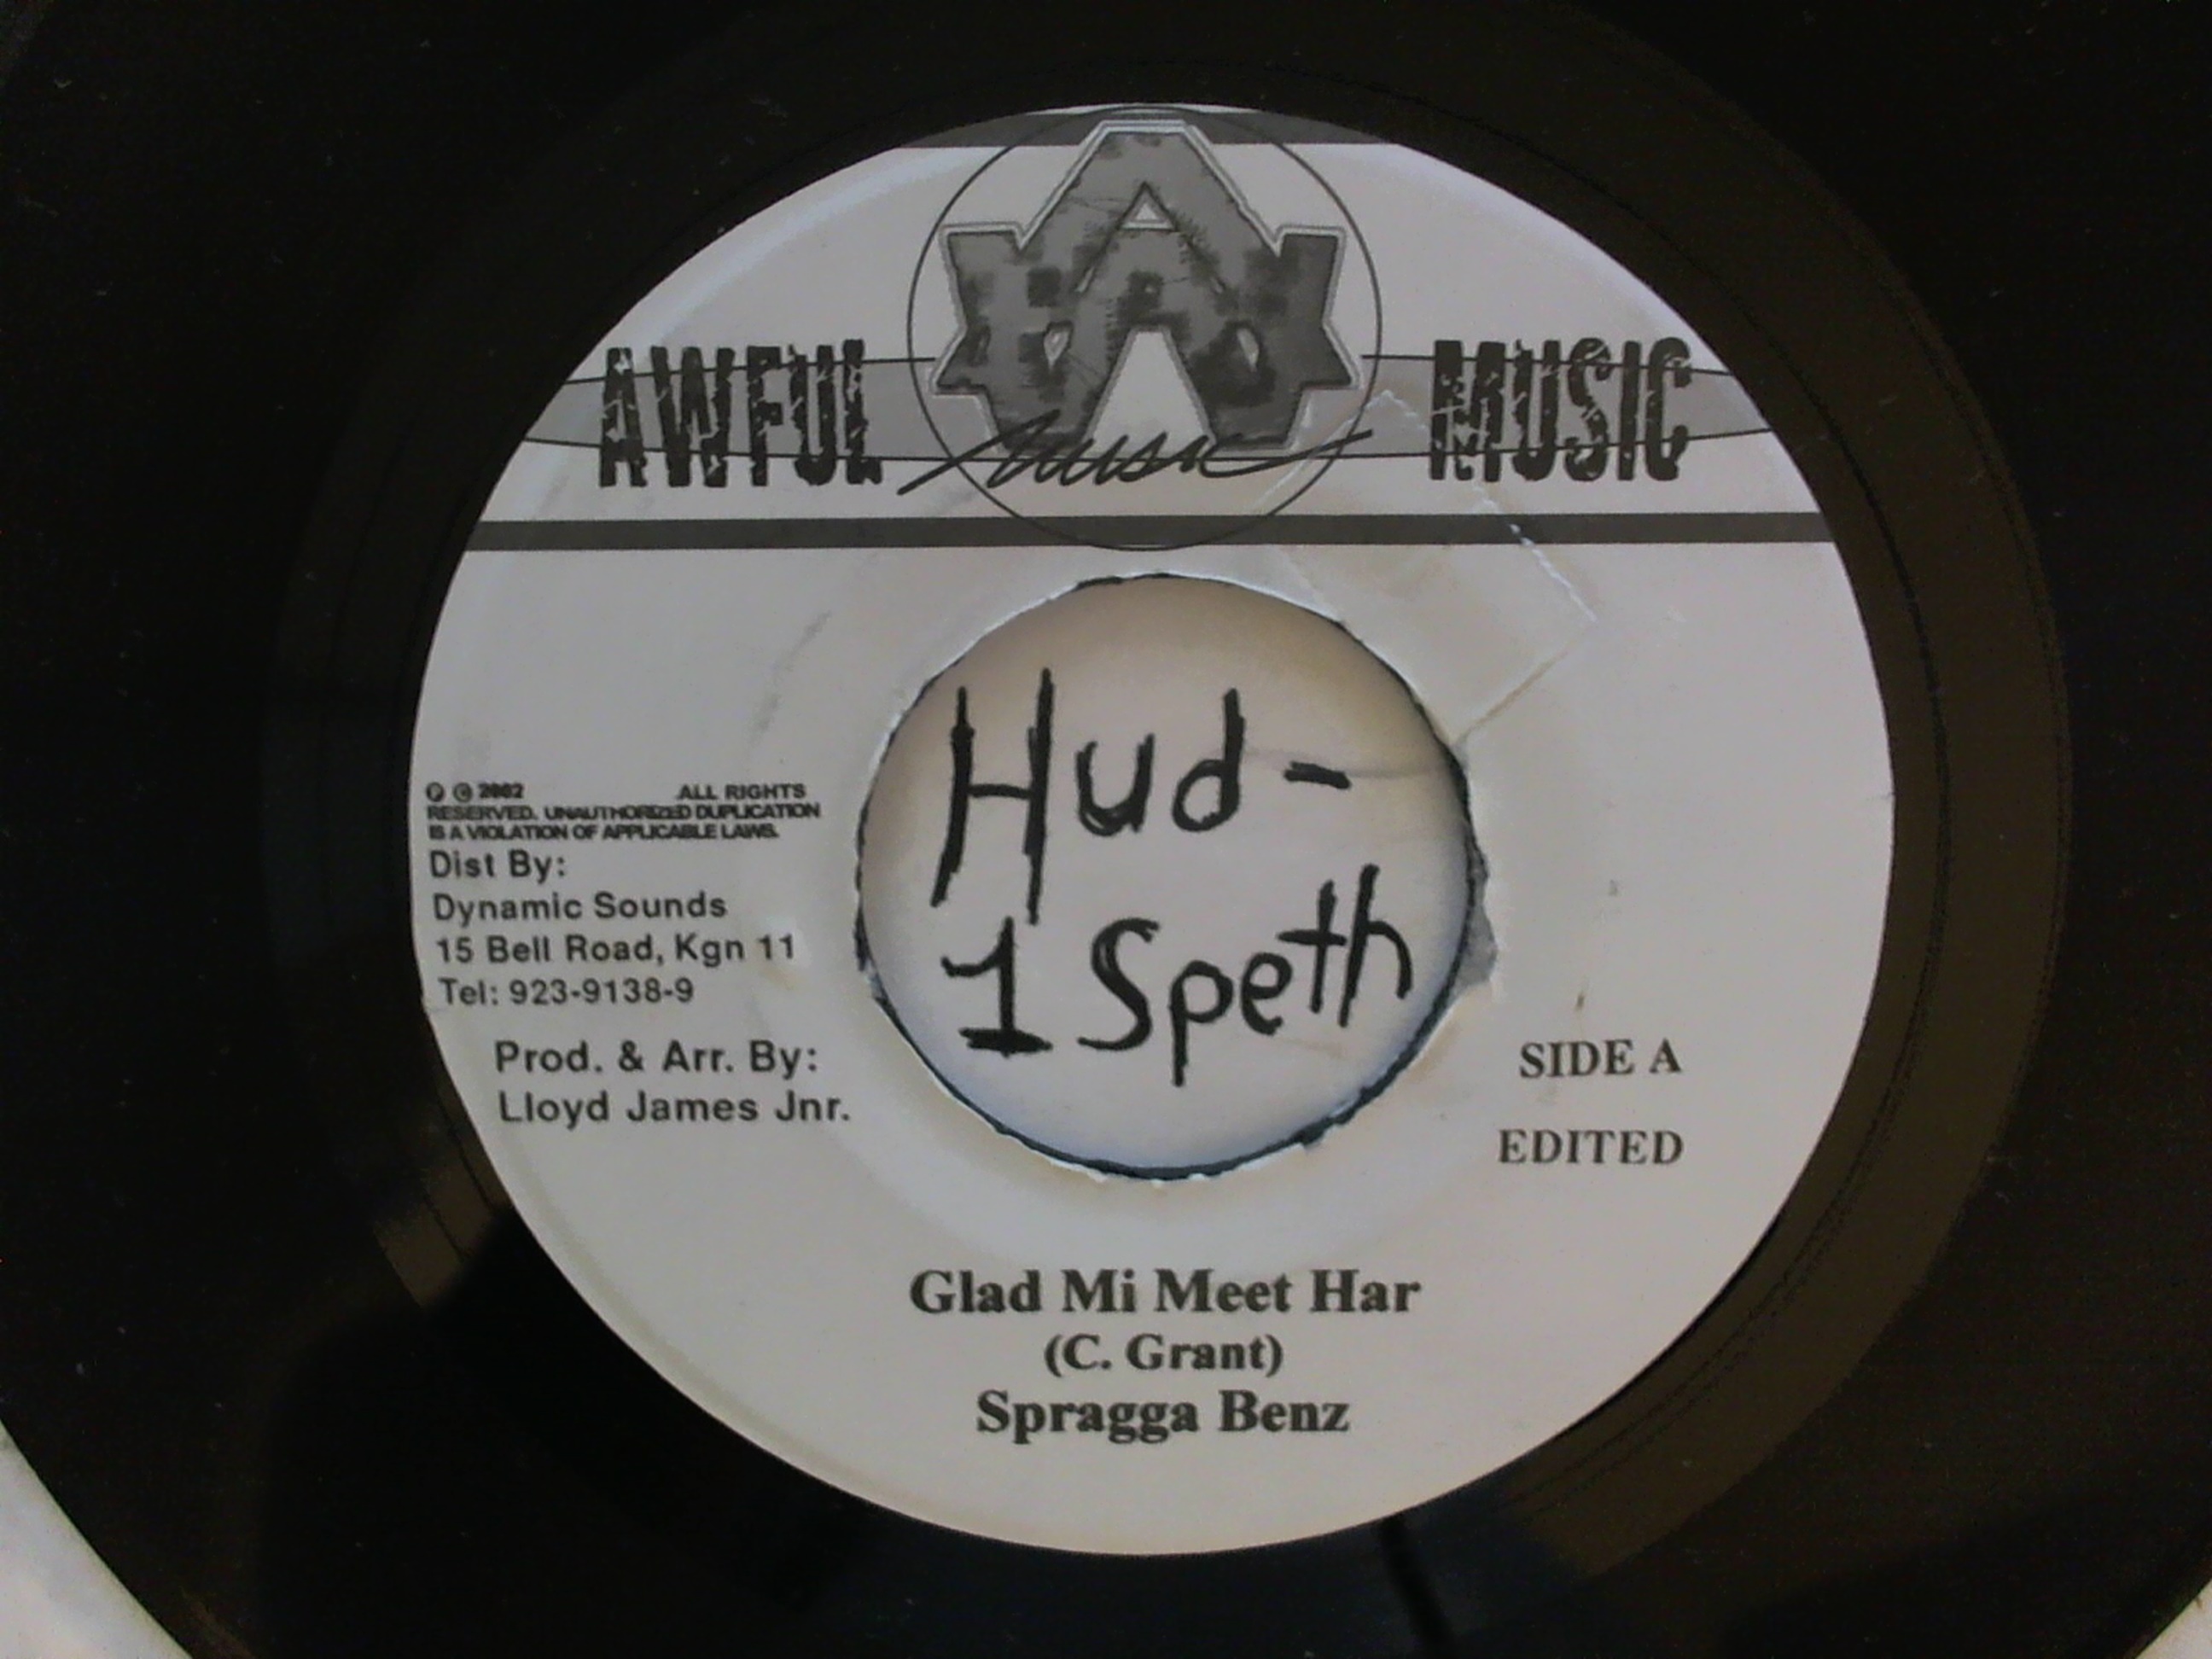 AWFUL MUSIC
Music
Hud-
1 Speth
℗ © 2002 ALL RIGHTS
RESERVED. UNAUTHORIZED DUPLICATION
IS A VIOLATION OF APPLICABLE LAWS.
Dist By:
Dynamic Sounds
15 Bell Road, Kgn 11
Tel: 923-9138-9
Prod. & Arr. By:
Lloyd James Jnr.
SIDE A
EDITED
Glad Mi Meet Har
(C. Grant)
Spragga Benz